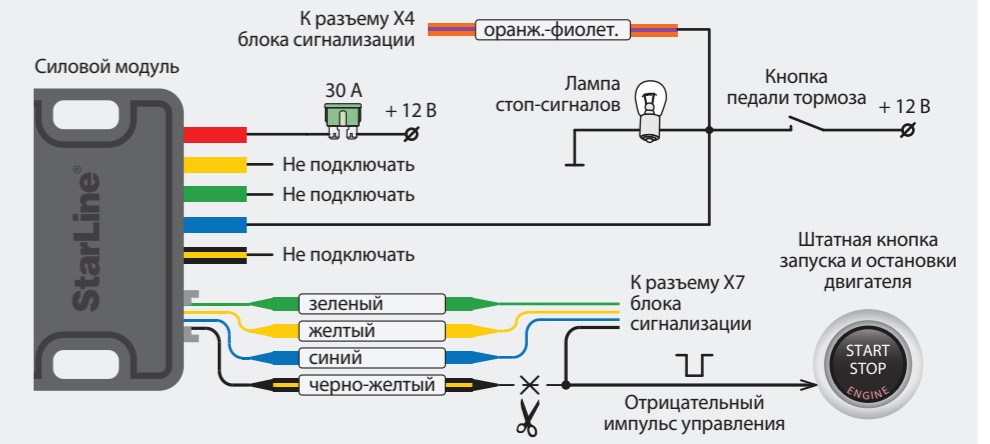 К разъему X4
блока сигнализации
оранж.-фиолет.
Силовой модуль
30 А
+ 12 В
Лампа
стоп-сигналов
Кнопка
педали тормоза
+ 12 В
Не подключать
Не подключать
Не подключать
StarLine®
зеленый
желтый
синий
черно-желтый
К разъему X7
блока
сигнализации
Штатная кнопка
запуска и остановки
двигателя
START
STOP
ENGINE
Отрицательный
импульс управления